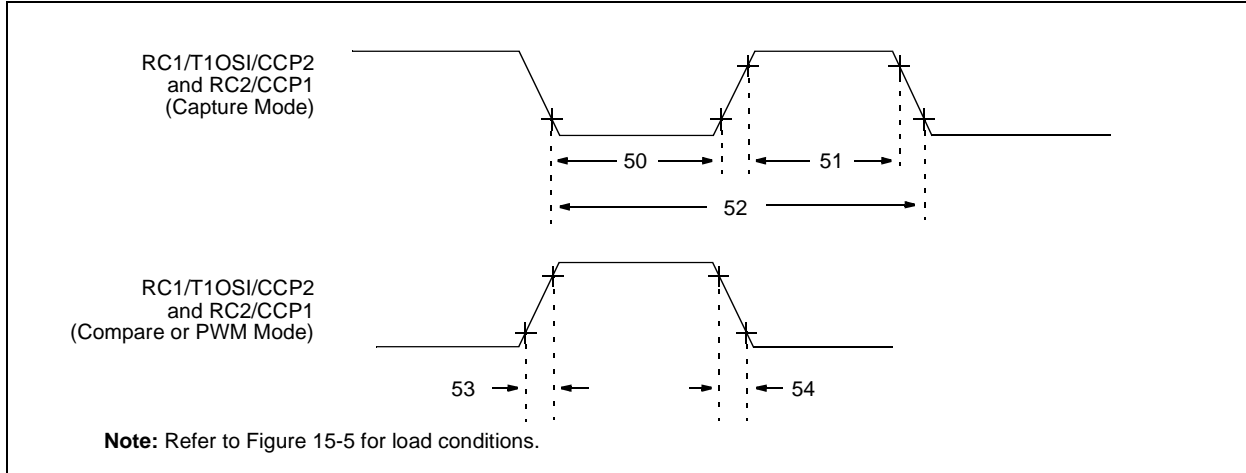 RC1/T1OSI/CCP2
and RC2/CCP1
(Capture Mode)
50
51
52
RC1/T1OSI/CCP2
and RC2/CCP1
(Compare or PWM Mode)
53
54
Note: Refer to Figure 15-5 for load conditions.